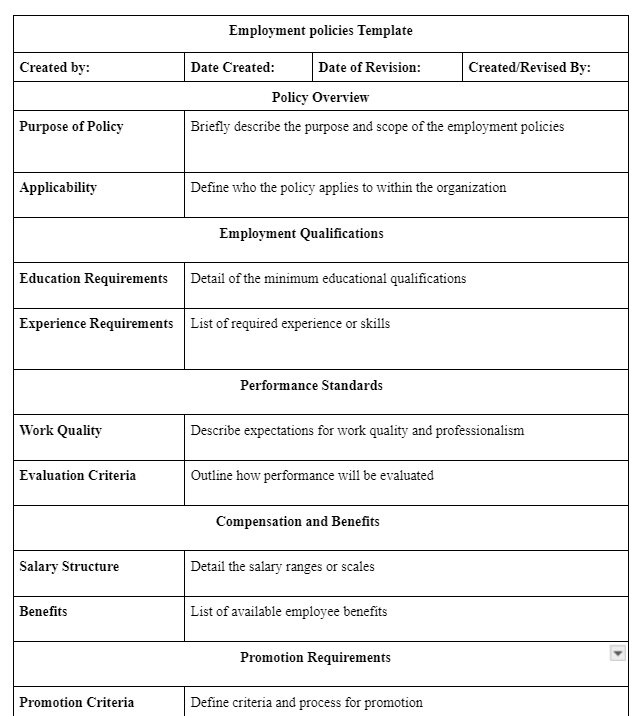 Employment policies Template
Created by: Date Created: Date of Revision: Created/Revised By:
Policy Overview
Purpose of Policy Briefly describe the purpose and scope of the employment policies
Applicability Define who the policy applies to within the organization
Employment Qualifications
Education Requirements Detail of the minimum educational qualifications
Experience Requirements List of required experience or skills
Performance Standards
Work Quality Describe expectations for work quality and professionalism
Evaluation Criteria Outline how performance will be evaluated
Compensation and Benefits
Salary Structure Detail the salary ranges or scales
Benefits List of available employee benefits
Promotion Requirements
Promotion Criteria Define criteria and process for promotion